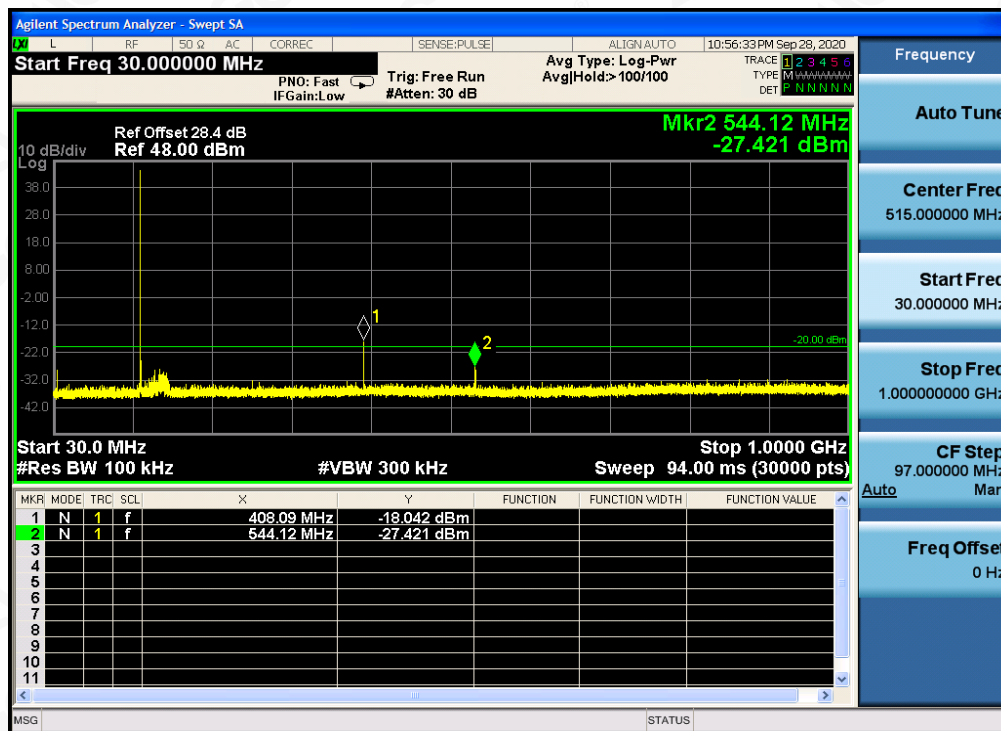 Agilent Spectrum Analyzer - Swept SA
LXI L RF 50 Ω AC CORREC SENSE:PULSE ALIGN AUTO 10:56:33 PM Sep 28, 2020
Start Freq 30.000000 MHz
PNO: Fast
IFGain:Low
Trig: Free Run
#Atten: 30 dB
Avg Type: Log-Pwr
Avg|Hold:>100/100
TRACE 1 2 3 4 5 6
TYPE M
DET P N N N N N
Mkr2 544.12 MHz
-27.421 dBm
Ref Offset 28.4 dB
10 dB/div Ref 48.00 dBm
Log
38.0
28.0
18.0
8.00
-2.00
-12.0
-22.0
-32.0
-42.0
1
2
-20.00 dBm
Start 30.0 MHz Stop 1.0000 GHz
#Res BW 100 kHz #VBW 300 kHz Sweep 94.00 ms (30000 pts)
MKR MODE TRC SCL X Y FUNCTION FUNCTION WIDTH FUNCTION VALUE
1 N 1 f 408.09 MHz -18.042 dBm
2 N 1 f 544.12 MHz -27.421 dBm
3
4
5
6
7
8
9
10
11
MSG STATUS
Frequency
Auto Tune
Center Freq
515.000000 MHz
Start Freq
30.000000 MHz
Stop Freq
1.000000000 GHz
CF Step
97.000000 MHz
Auto Man
Freq Offset
0 Hz